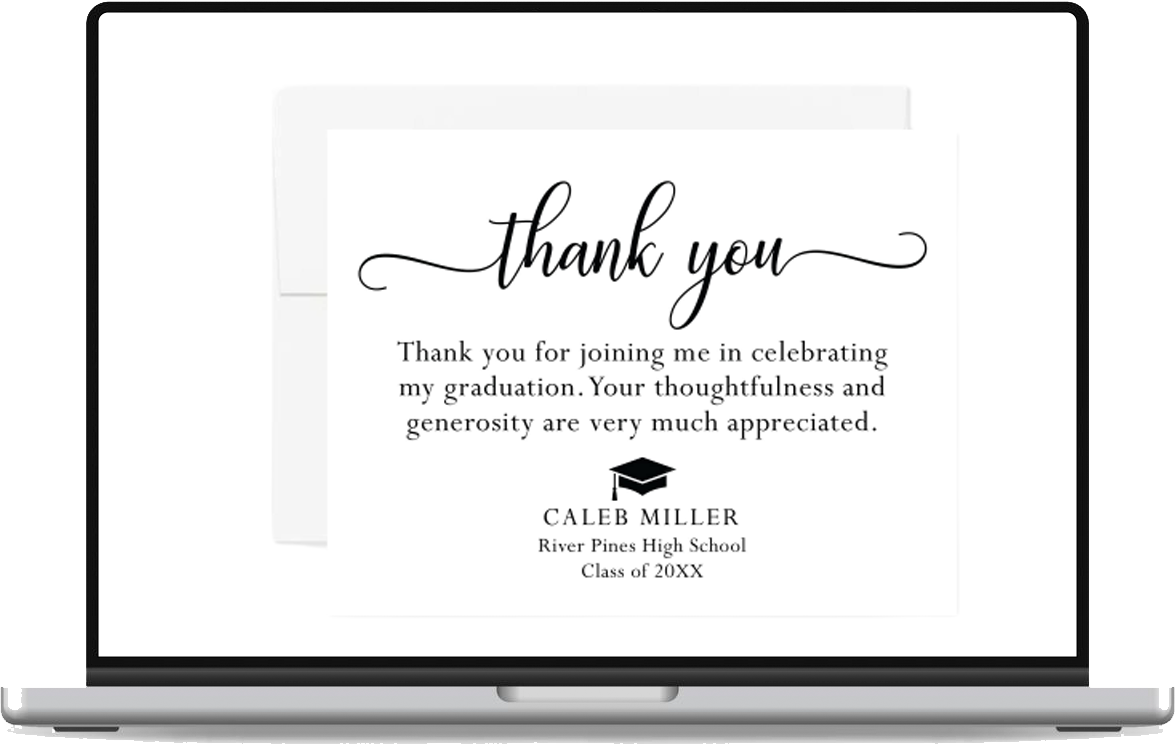 thank you
Thank you for joining me in celebrating
my graduation. Your thoughtfulness and
generosity are very much appreciated.
CALEB MILLER
River Pines High School
Class of 20XX